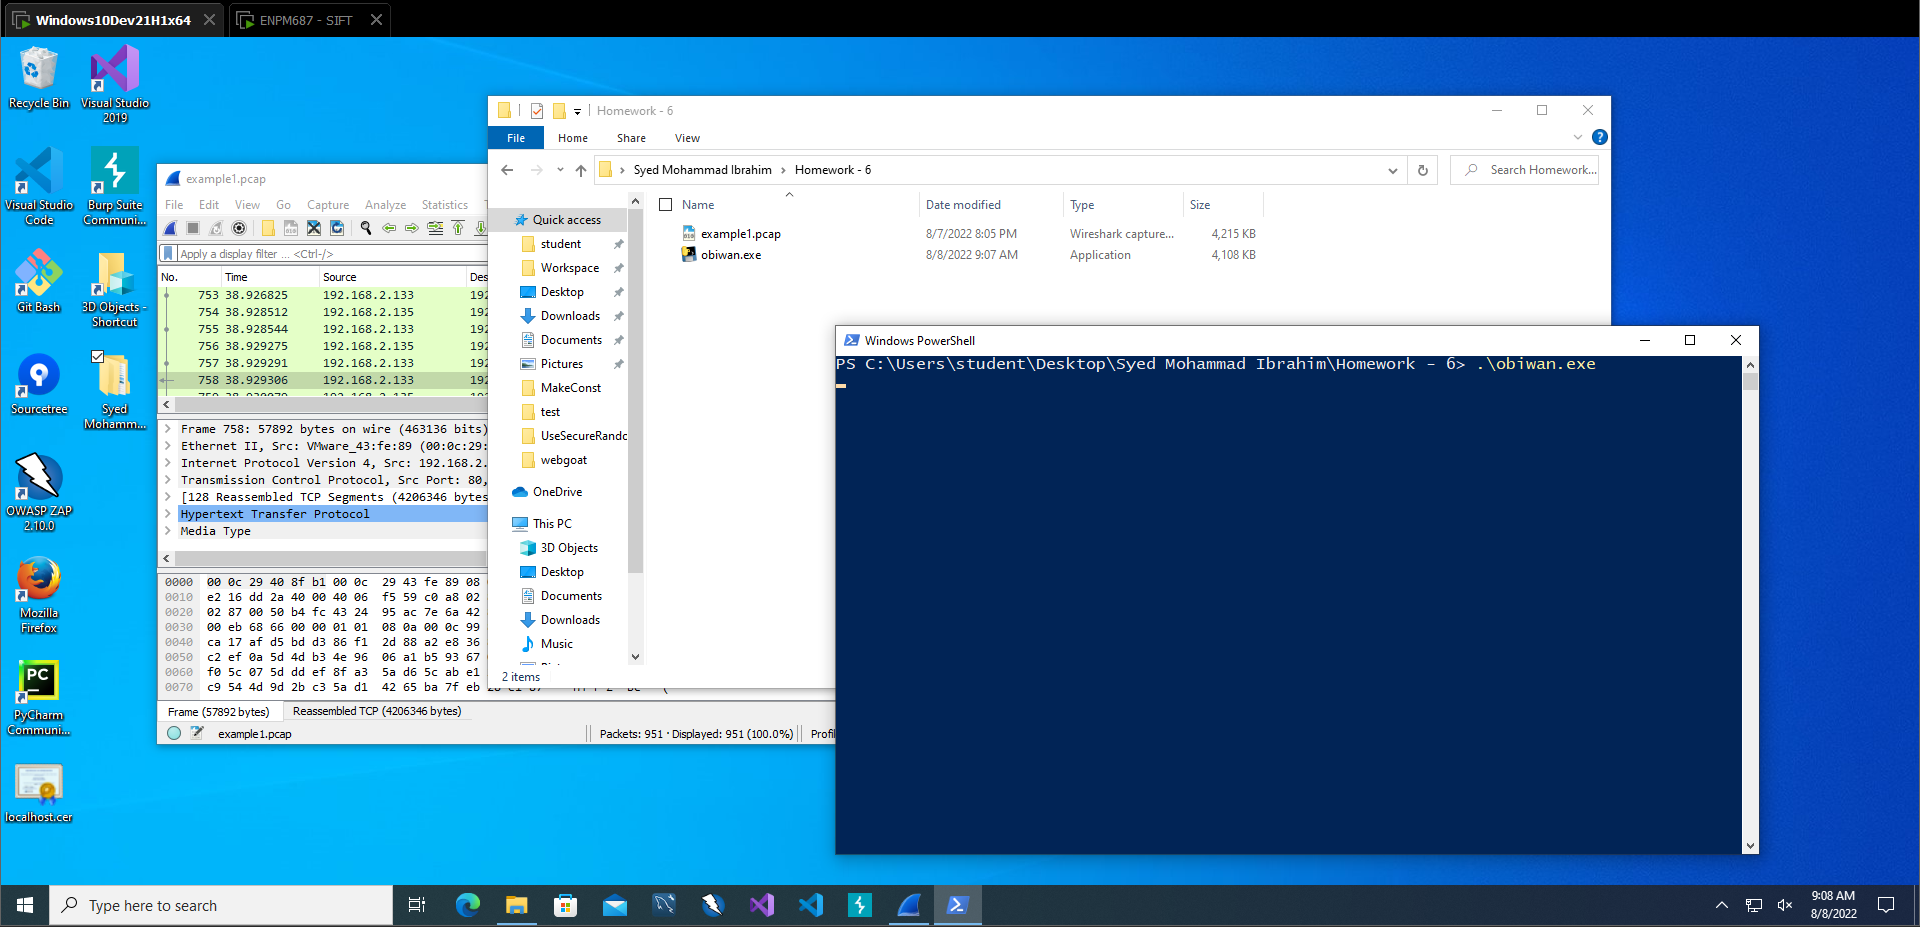 Windows10Dev21H1x64
ENPM687 - SIFT
Recycle Bin
Visual Studio
2019
Visual Studio
Code
Burp Suite
Communi...
Git Bash
3D Objects -
Shortcut
Sourcetree
Syed
Mohamm...
OWASP ZAP
2.10.0
Mozilla
Firefox
PC
PyCharm
Communi...
localhost.cer
example1.pcap
File Edit View Go Capture Analyze Statistics
Apply a display filter ... <Ctrl-/>
No. Time Source Des
753 38.926825 192.168.2.133 192
754 38.928512 192.168.2.135 192
755 38.928544 192.168.2.133 192
756 38.929275 192.168.2.135 192
757 38.929291 192.168.2.133 192
758 38.929306 192.168.2.133 192
Frame 758: 57892 bytes on wire (463136 bits)
Ethernet II, Src: VMware_43:fe:89 (00:0c:29:
Internet Protocol Version 4, Src: 192.168.2.
Transmission Control Protocol, Src Port: 80,
[128 Reassembled TCP Segments (4206346 bytes
Hypertext Transfer Protocol
Media Type
0000 00 0c 29 40 8f b1 00 0c 29 43 fe 89 08
0010 e2 16 dd 2a 40 00 40 06 f5 59 c0 a8 02
0020 02 87 00 50 b4 fc 43 24 95 ac 7e 6a 42
0030 00 eb 68 66 00 00 01 01 08 0a 00 0c 99
0040 ca 17 af d5 bd d3 86 f1 2d 88 a2 e8 36
0050 c2 ef 0a 5d 4d b3 4e 96 06 a1 b5 93 67
0060 f0 5c 07 5d dd ef 8f a3 5a d6 5c ab e1
0070 c9 54 4d 9d 2b c3 5a d1 42 65 ba 7f eb
Frame (57892 bytes) Reassembled TCP (4206346 bytes)
example1.pcap Packets: 951 · Displayed: 951 (100.0%) Profi
Homework - 6
File Home Share View
Syed Mohammad Ibrahim › Homework - 6
Search Homework...
Quick access
student
Workspace
Desktop
Downloads
Documents
Pictures
MakeConst
test
UseSecureRandc
webgoat
OneDrive
This PC
3D Objects
Desktop
Documents
Downloads
Music
Name Date modified Type Size
example1.pcap 8/7/2022 8:05 PM Wireshark capture... 4,215 KB
obiwan.exe 8/8/2022 9:07 AM Application 4,108 KB
2 items
Windows PowerShell
PS C:\Users\student\Desktop\Syed Mohammad Ibrahim\Homework - 6> .\obiwan.exe
Type here to search
9:08 AM
8/8/2022